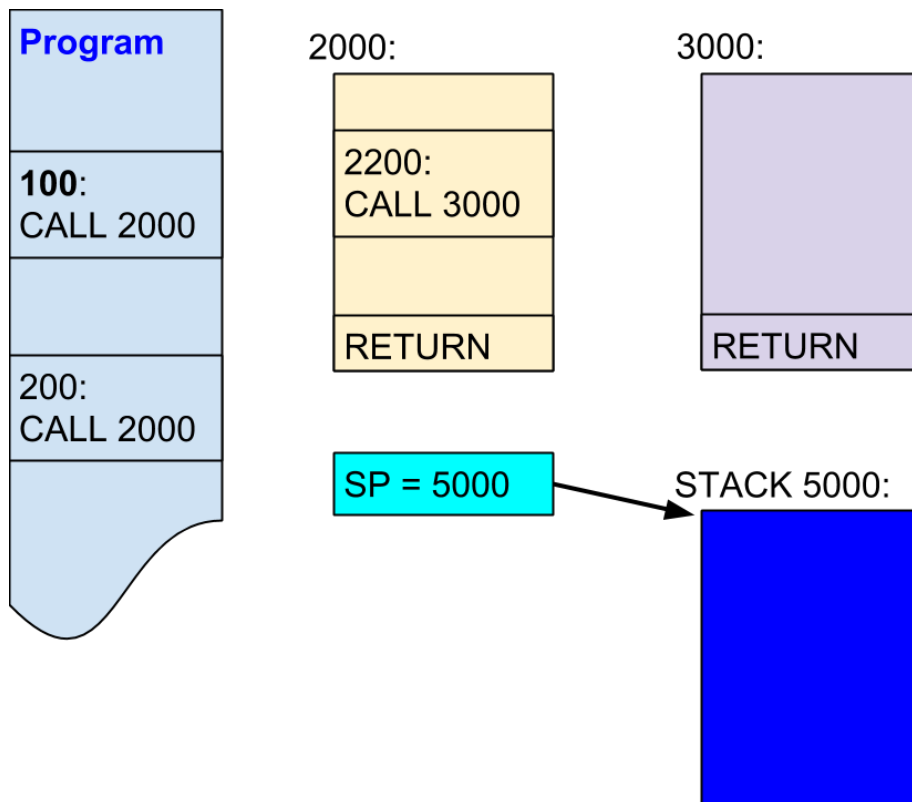 Program
100:
CALL 2000
200:
CALL 2000
2000:
2200:
CALL 3000
RETURN
3000:
RETURN
SP = 5000
STACK 5000: